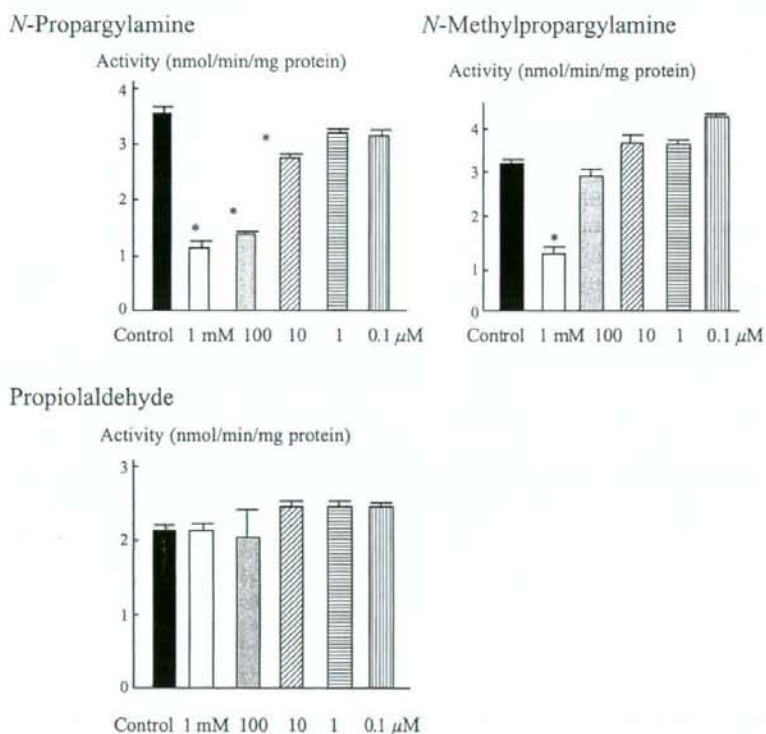 N-Propargylamine
Activity (nmol/min/mg protein)
4
3
2
1
0
*
*
*
Control 1 mM 100 10 1 0.1 μM
N-Methylpropargylamine
Activity (nmol/min/mg protein)
4
3
2
1
0
*
Control 1 mM 100 10 1 0.1 μM
Propiolaldehyde
Activity (nmol/min/mg protein)
3
2
1
0
Control 1 mM 100 10 1 0.1 μM